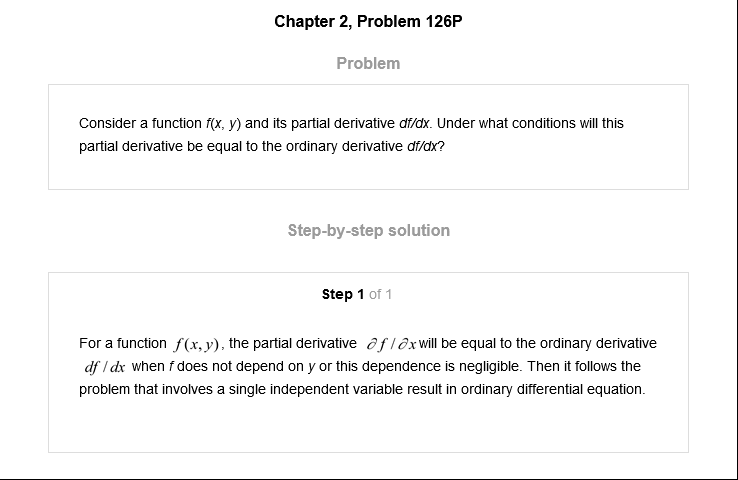 Chapter 2, Problem 126P
Problem
Consider a function f(x, y) and its partial derivative df/dx. Under what conditions will this
partial derivative be equal to the ordinary derivative df/dx?
Step-by-step solution
Step 1 of 1
For a function f(x, y), the partial derivative ∂f/∂x will be equal to the ordinary derivative
df/dx when f does not depend on y or this dependence is negligible. Then it follows the
problem that involves a single independent variable result in ordinary differential equation.